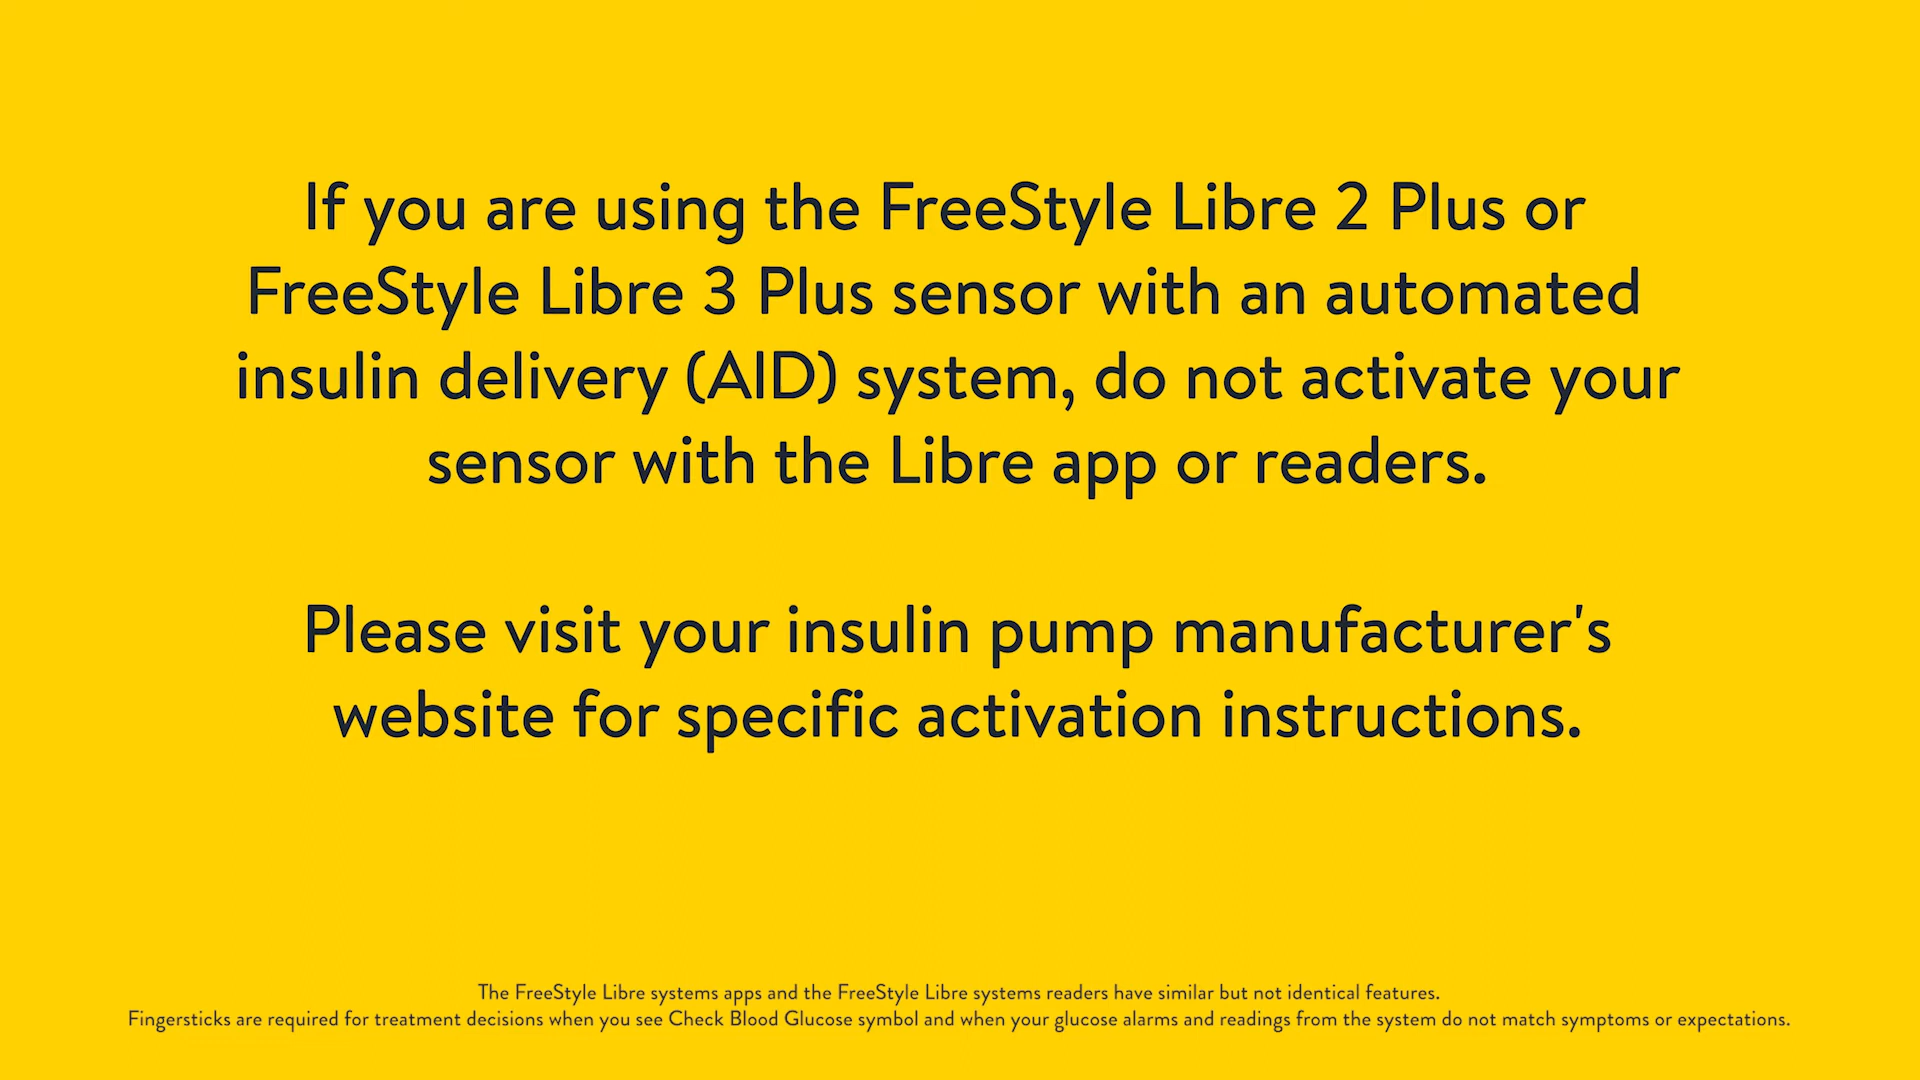 If you are using the FreeStyle Libre 2 Plus or
FreeStyle Libre 3 Plus sensor with an automated
insulin delivery (AID) system, do not activate your
sensor with the Libre app or readers.
Please visit your insulin pump manufacturer's
website for specific activation instructions.
The FreeStyle Libre systems apps and the FreeStyle Libre systems readers have similar but not identical features.
Fingersticks are required for treatment decisions when you see Check Blood Glucose symbol and when your glucose alarms and readings from the system do not match symptoms or expectations.